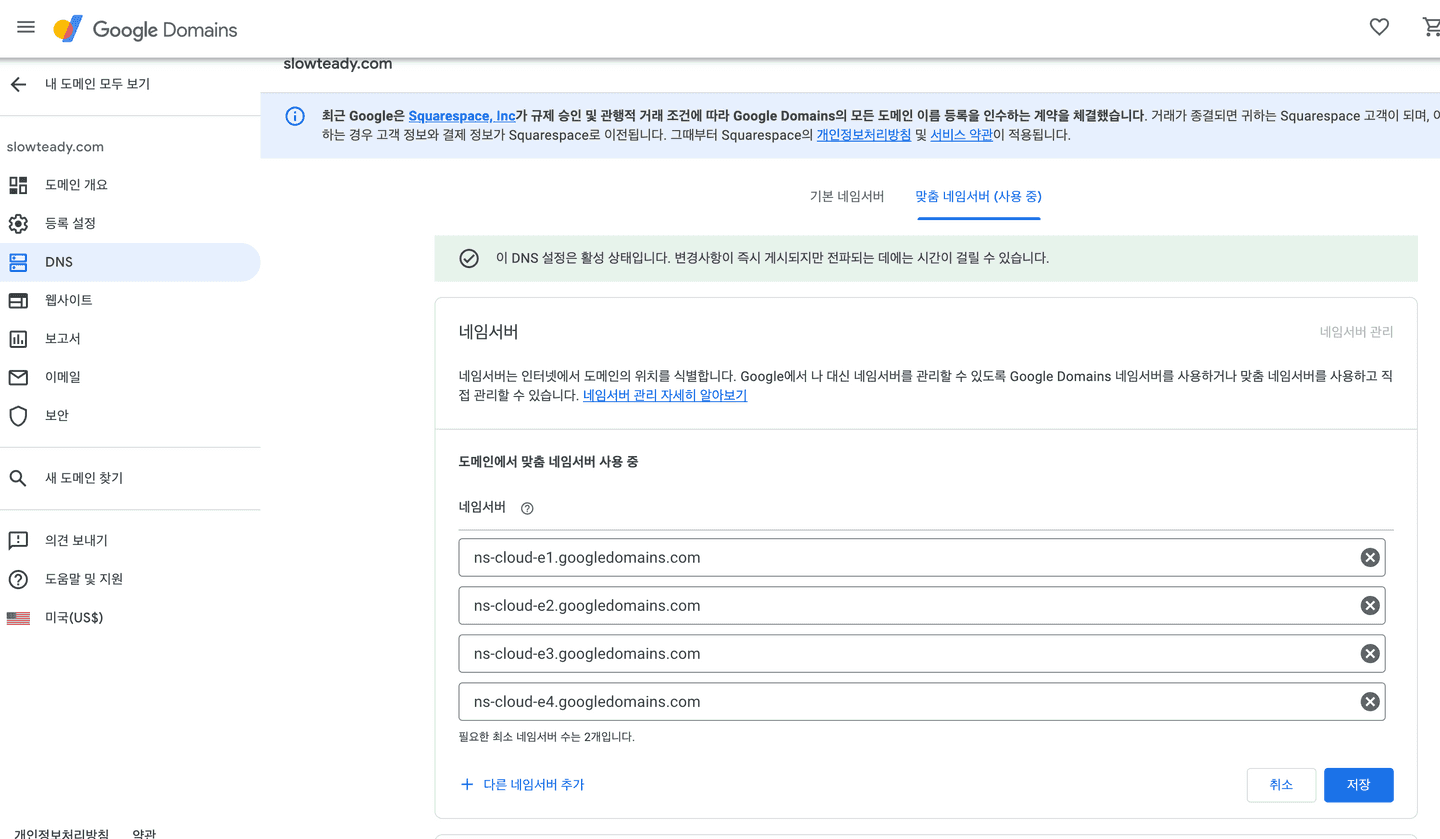 Google Domains
slowteady.com
내 도메인 모두 보기
최근 Google은 Squarespace, Inc가 규제 승인 및 관행적 거래 조건에 따라 Google Domains의 모든 도메인 이름 등록을 인수하는 계약을 체결했습니다. 거래가 종결되면 귀하는 Squarespace 고객이 되며,
하는 경우 고객 정보와 결제 정보가 Squarespace로 이전됩니다. 그때부터 Squarespace의 개인정보처리방침 및 서비스 약관이 적용됩니다.
slowteady.com
도메인 개요
등록 설정
DNS
웹사이트
보고서
이메일
보안
새 도메인 찾기
의견 보내기
도움말 및 지원
미국(US$)
개인정보처리방침 약관
기본 네임서버 맞춤 네임서버 (사용 중)
이 DNS 설정은 활성 상태입니다. 변경사항이 즉시 게시되지만 전파되는 데에는 시간이 걸릴 수 있습니다.
네임서버 네임서버 관리
네임서버는 인터넷에서 도메인의 위치를 식별합니다. Google에서 나 대신 네임서버를 관리할 수 있도록 Google Domains 네임서버를 사용하거나 맞춤 네임서버를 사용하고 직
접 관리할 수 있습니다. 네임서버 관리 자세히 알아보기
도메인에서 맞춤 네임서버 사용 중
네임서버
ns-cloud-e1.googledomains.com
ns-cloud-e2.googledomains.com
ns-cloud-e3.googledomains.com
ns-cloud-e4.googledomains.com
필요한 최소 네임서버 수는 2개입니다.
+ 다른 네임서버 추가
취소 저장